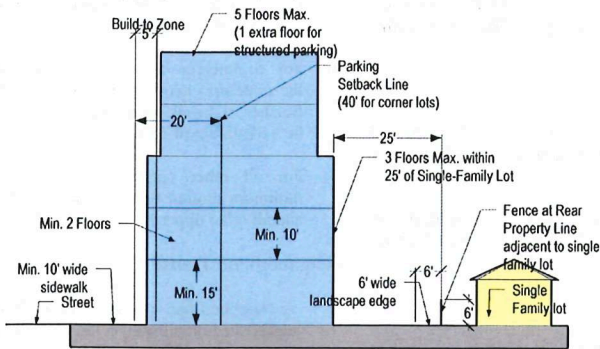 Build-to Zone
5'
5 Floors Max.
(1 extra floor for
structured parking)
Parking
Setback Line
(40' for corner lots)
20'
25'
3 Floors Max. within
25' of Single-Family Lot
Min. 2 Floors
Min. 10'
Fence at Rear
Property Line
adjacent to single
family lot
Min. 10' wide
sidewalk
Street
Min. 15'
6'
6' wide
landscape edge
6'
Single
Family lot